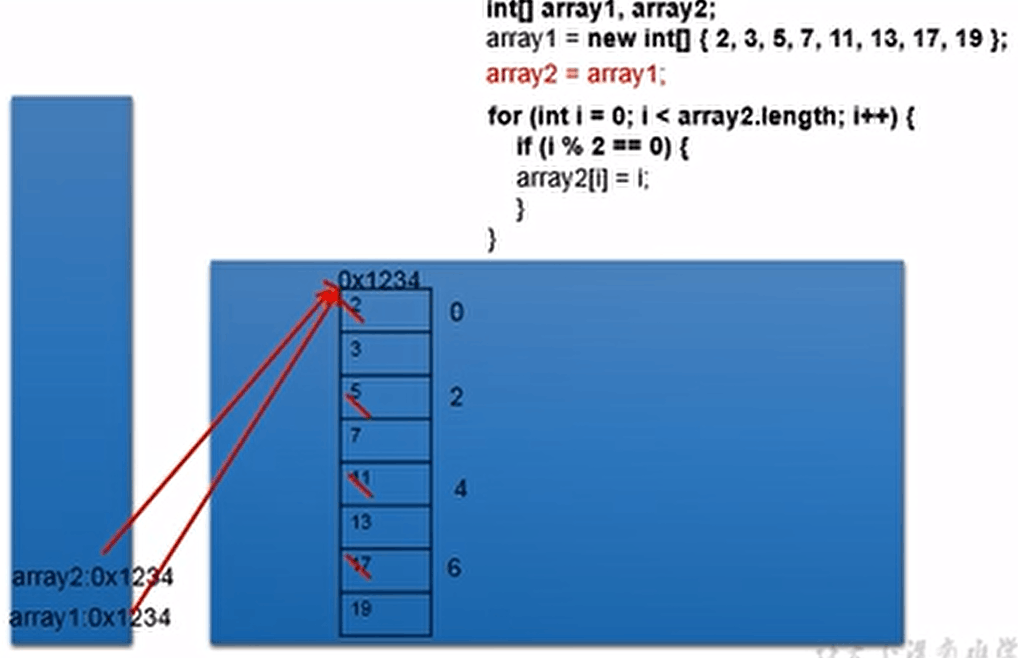 int[] array1, array2;
array1 = new int[] { 2, 3, 5, 7, 11, 13, 17, 19 };
array2 = array1;
for (int i = 0; i < array2.length; i++) {
if (i % 2 == 0) {
array2[i] = i;
}
}
0x1234
2 0
3
5 2
7
11 4
13
17 6
19
array2:0x1234
array1:0x1234